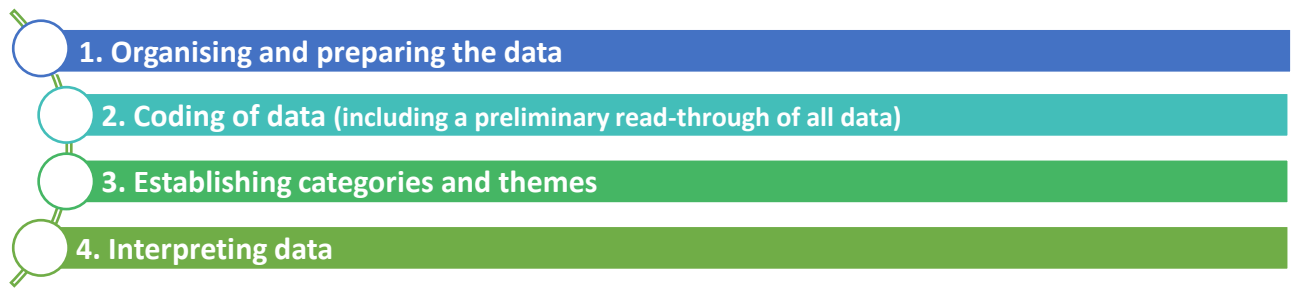 1. Organising and preparing the data
2. Coding of data (including a preliminary read-through of all data)
3. Establishing categories and themes
4. Interpreting data